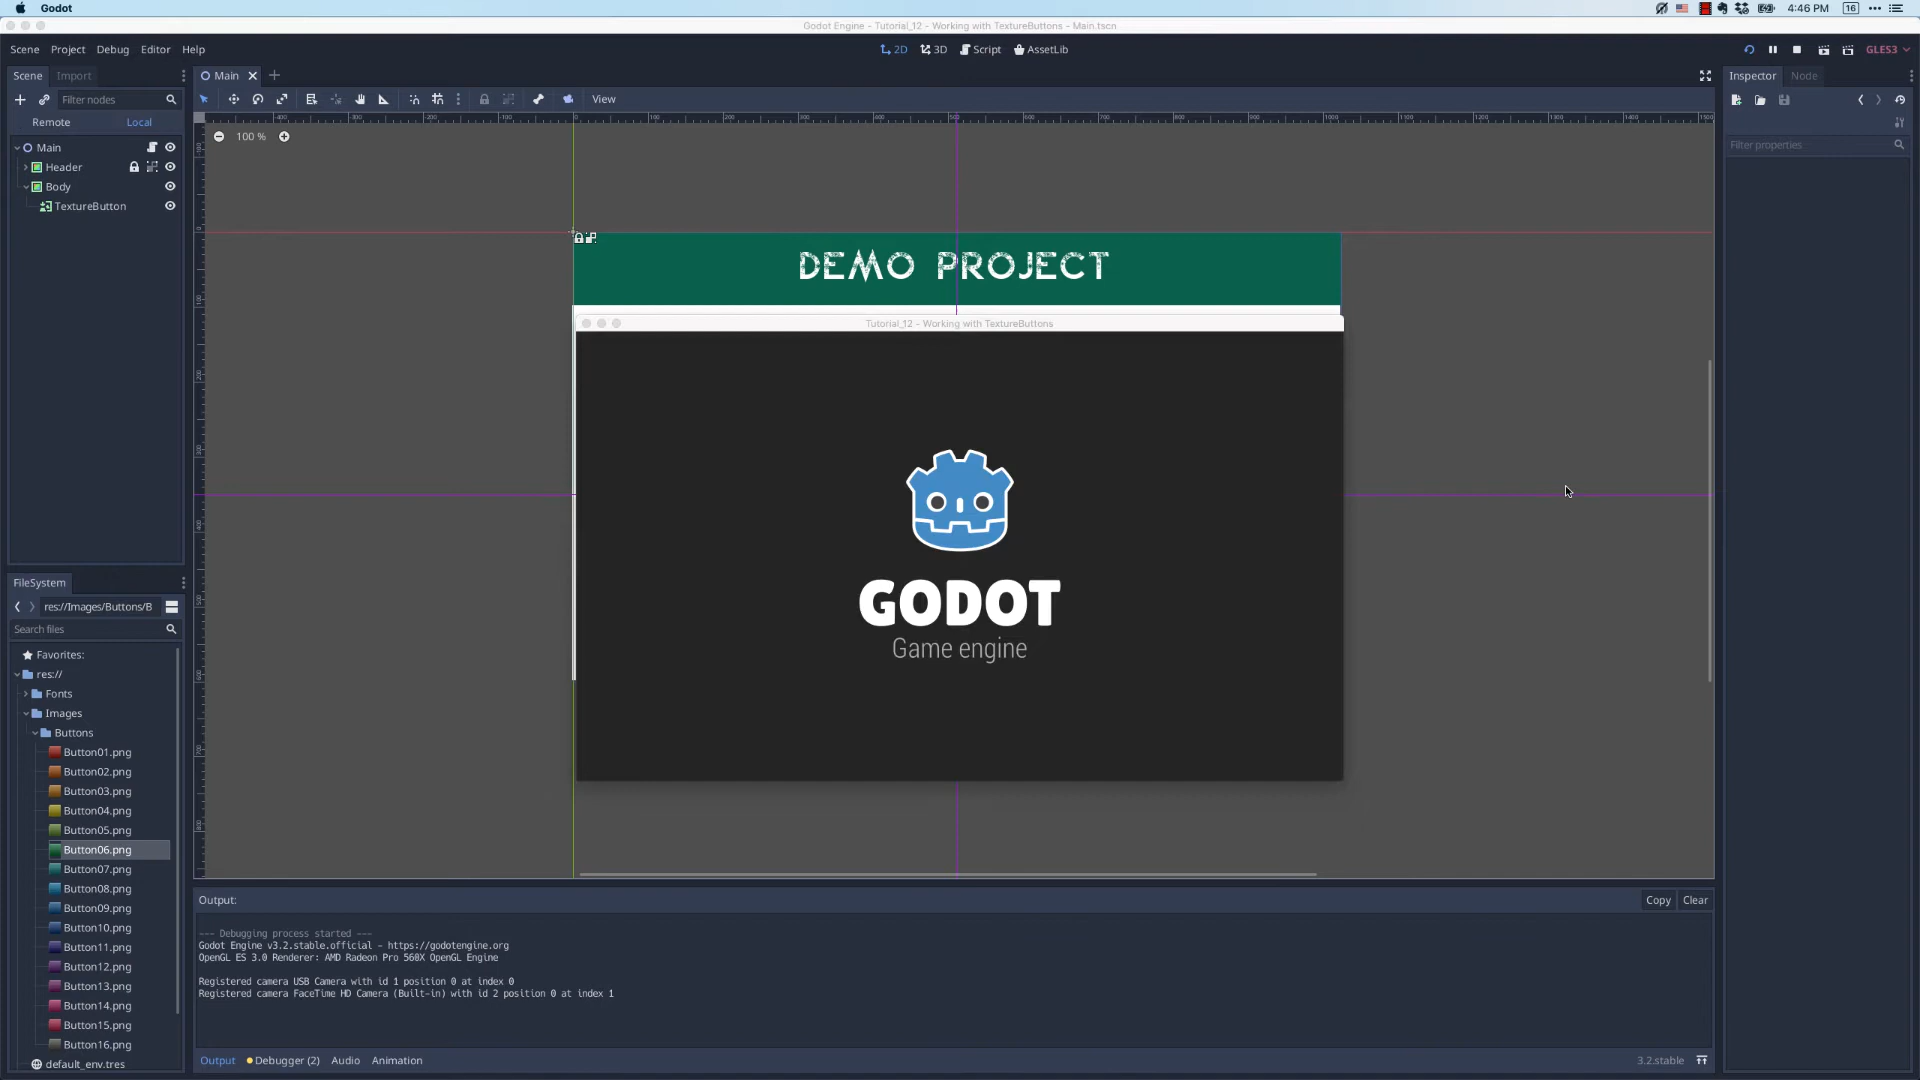 Godot
4:46 PM
16
Godot Engine - Tutorial_12 - Working with TextureButtons - Main.tscn
Scene Project Debug Editor Help
2D 3D Script AssetLib
GLES3
Scene Import
Main
Inspector Node
Filter nodes
View
Remote Local
100 %
Filter properties
Main
Header
Body
TextureButton
DEMO PROJECT
Tutorial_12 - Working with TextureButtons
GODOT
Game engine
FileSystem
res://Images/Buttons/B
Search files
Favorites:
res://
Fonts
Images
Buttons
Button01.png
Button02.png
Button03.png
Button04.png
Button05.png
Button06.png
Button07.png
Button08.png
Button09.png
Button10.png
Button11.png
Button12.png
Button13.png
Button14.png
Button15.png
Button16.png
default_env.tres
Output:
Copy Clear
--- Debugging process started ---
Godot Engine v3.2.stable.official - https://godotengine.org
OpenGL ES 3.0 Renderer: AMD Radeon Pro 560X OpenGL Engine
Registered camera USB Camera with id 1 position 0 at index 0
Registered camera FaceTime HD Camera (Built-in) with id 2 position 0 at index 1
Output Debugger (2) Audio Animation
3.2.stable